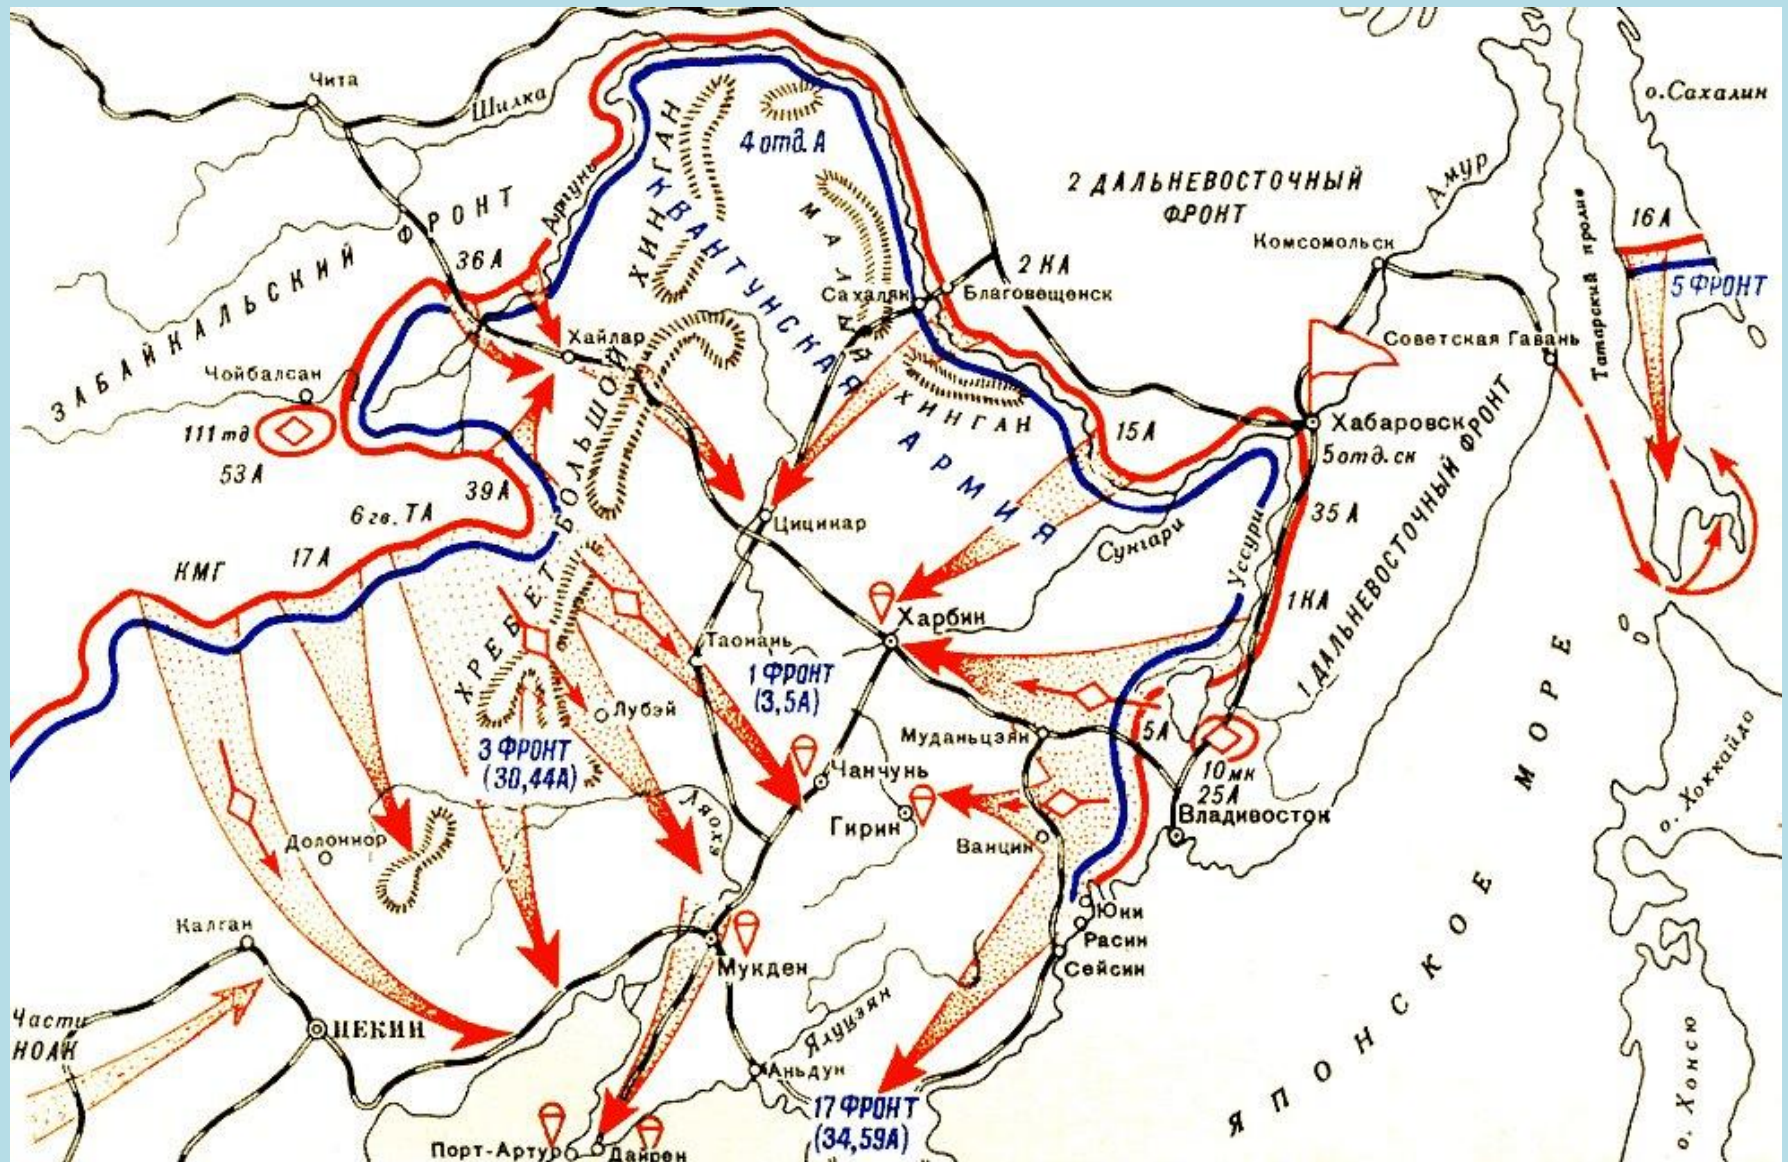 Чита
Шилка
о. Сахалин
4 отд. А
Аргунь
ЗАБАЙКАЛЬСКИЙ ФРОНТ
2 ДАЛЬНЕВОСТОЧНЫЙ
ФРОНТ
Амур
16 А
5 ФРОНТ
Татарский пролив
Комсомольск
36 А
2 КА
МАЛЫЙ ХИНГАН
КВАНТУНСКАЯ АРМИЯ
Сахалян
Благовещенск
Хайлар
Советская Гавань
Чойбалсан
111 тд
53 А
39 А
6 гв. ТА
17 А
КМГ
ХРЕБЕТ БОЛЬШОЙ ХИНГАН
15 А
Хабаровск
5 отд. ск
35 А
Цицикар
Сунгари
Уссури
1 КА
1 ДАЛЬНЕВОСТОЧНЫЙ ФРОНТ
Харбин
Таонань
1 ФРОНТ
(3,5А)
Лубэй
3 ФРОНТ
(30,44А)
Муданьцзян
5 А
10 мк
25 А
Владивосток
Чанчунь
Гирин
Ванцин
Ляохэ
Долоннор
Калган
Юки
Расин
Сейсин
Мукден
ЯПОНСКОЕ МОРЕ
о. Хоккайдо
о. Хонсю
Части
НОАК
ПЕКИН
Ялуцзян
Аньдун
17 ФРОНТ
(34,59А)
Порт-Артур
Дайрен